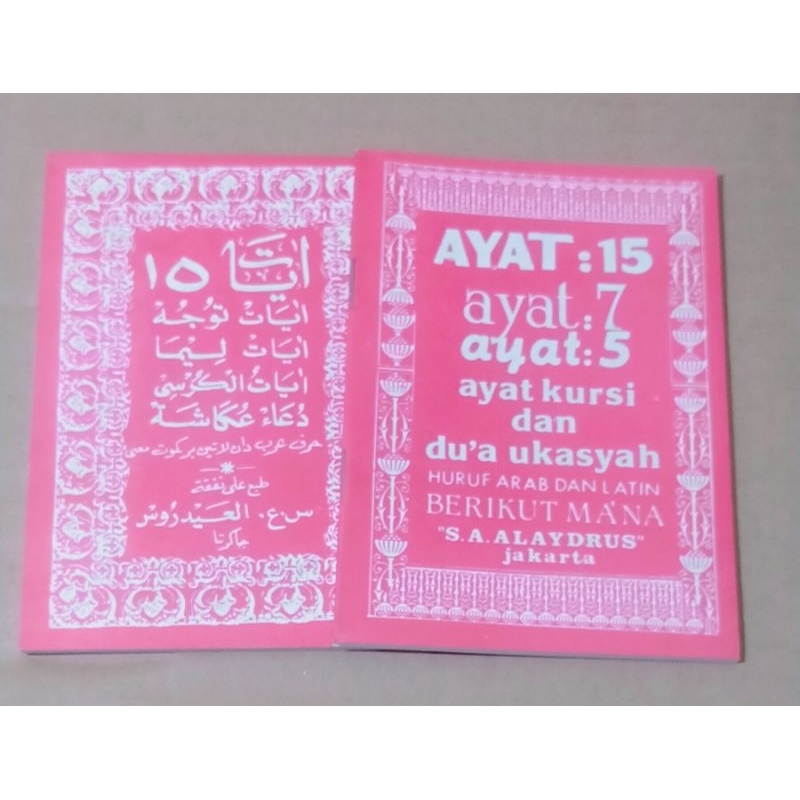 ايات ١٥
ايات توجه
ايات ليما
ايات الكرسي
دعاء عكاشة
حرف عرب دان لاتين بريكوت معنى
طبع على نفقة
س.ع. العيدروس
جاكرتا
AYAT : 15
ayat : 7
ayat : 5
ayat kursi
dan
du'a ukasyah
HURUF ARAB DAN LATIN
BERIKUT MA'NA
"S.A. ALAYDRUS"
jakarta